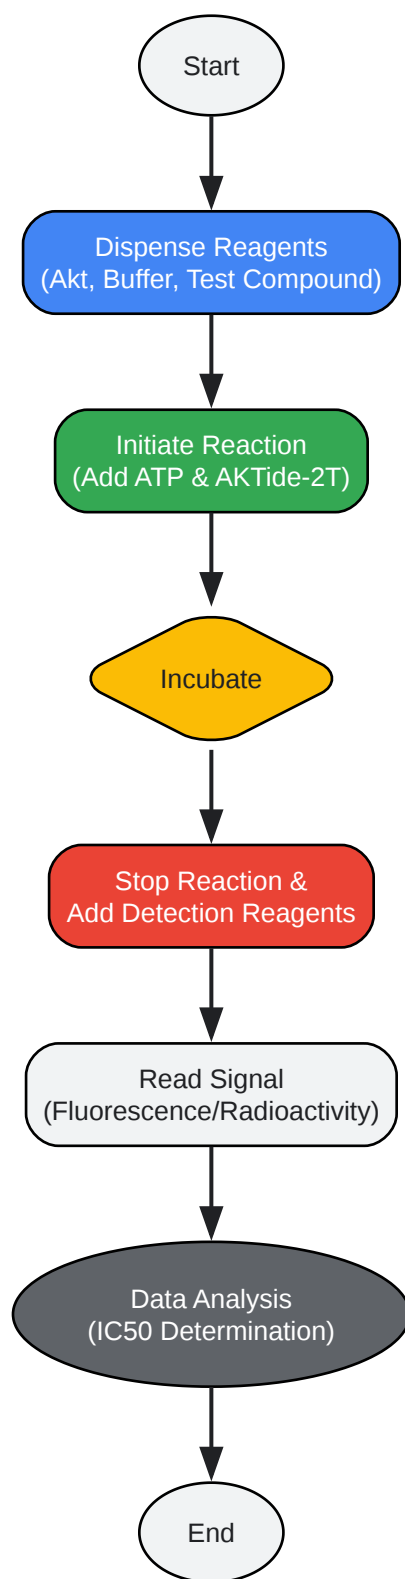 Start
Dispense Reagents
(Akt, Buffer, Test Compound)
Initiate Reaction
(Add ATP & AKTide-2T)
Incubate
Stop Reaction &
Add Detection Reagents
Read Signal
(Fluorescence/Radioactivity)
Data Analysis
(IC50 Determination)
End